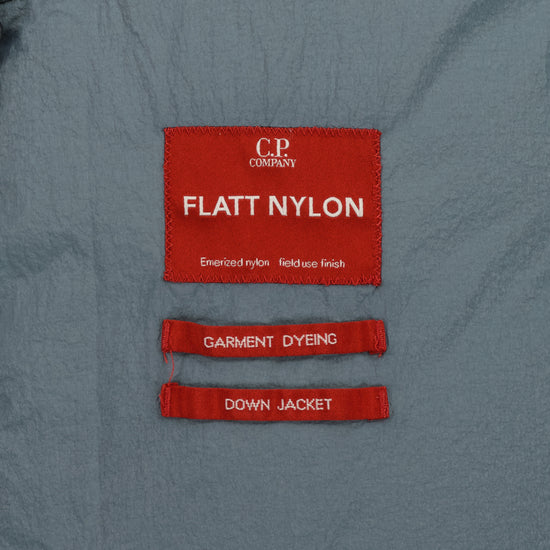 C.P.
COMPANY
FLATT NYLON
Emerized nylon field use finish
GARMENT DYEING
DOWN JACKET